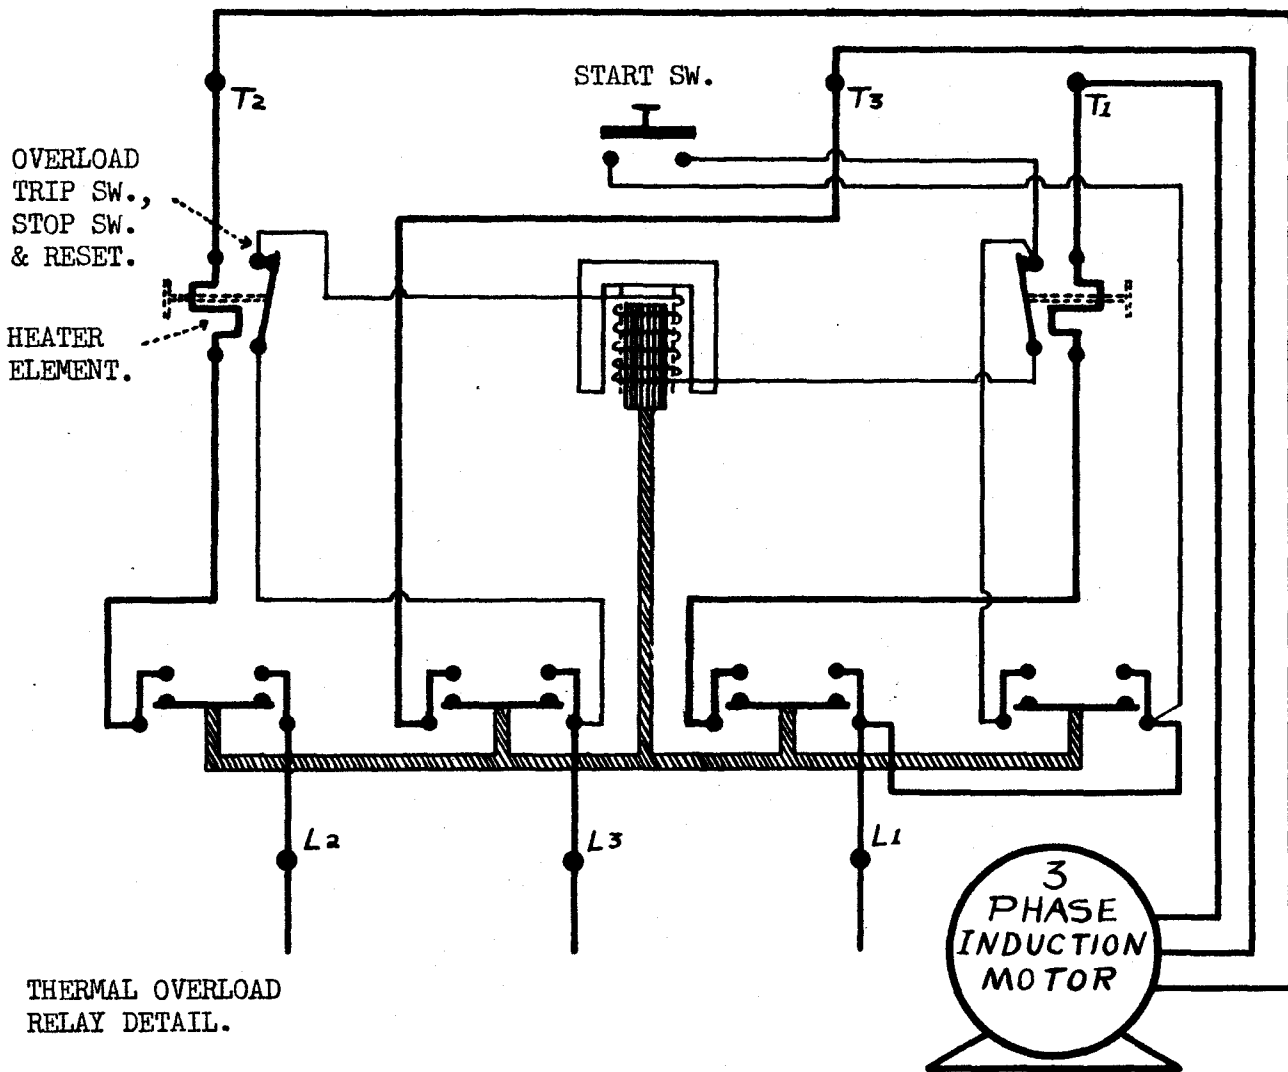 START SW.
T2
T3
T1
OVERLOAD
TRIP SW.,
STOP SW.
& RESET.
HEATER
ELEMENT.
L2
L3
L1
3
PHASE
INDUCTION
MOTOR
THERMAL OVERLOAD
RELAY DETAIL.